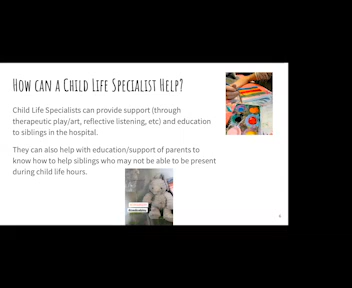 How can a Child Life Specialist Help?
Child Life Specialists can provide support (through
therapeutic play/art, reflective listening, etc) and education
to siblings in the hospital.
They can also help with education/support of parents to
know how to help siblings who may not be able to be present
during child life hours.
6